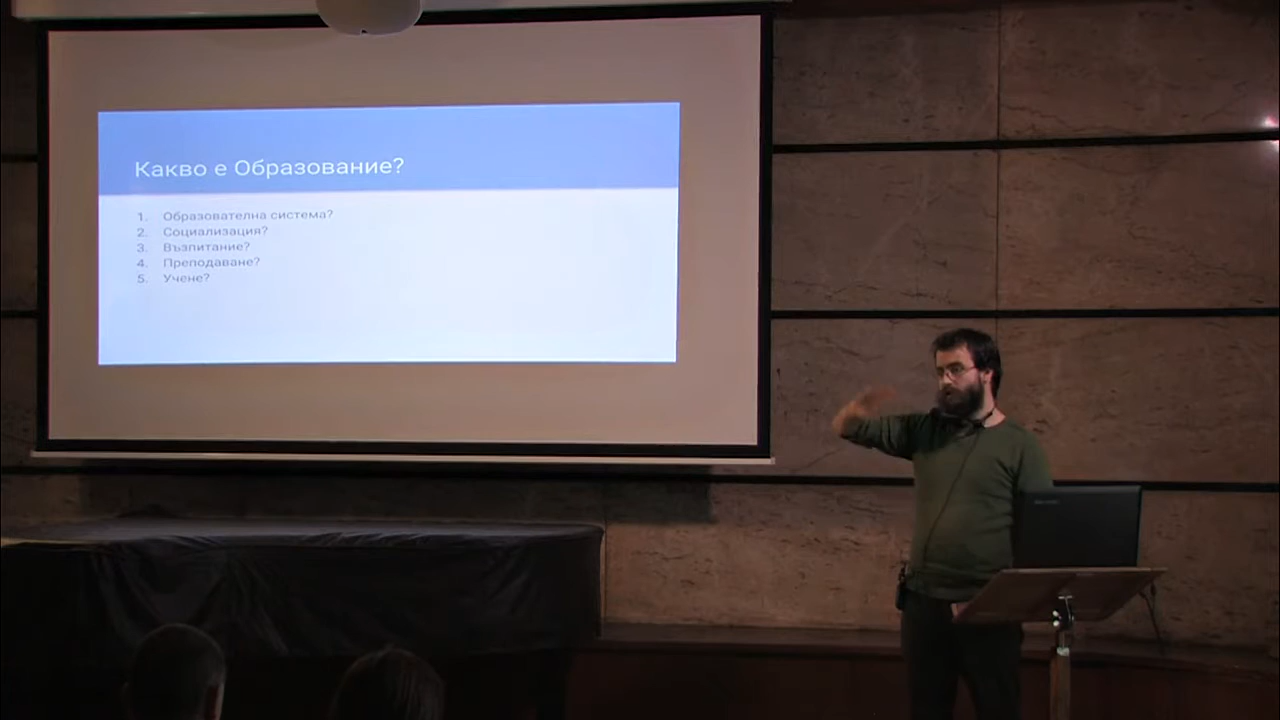 Какво е Образование?
1. Образователна система?
2. Социализация?
3. Възпитание?
4. Преподаване?
5. Учене?